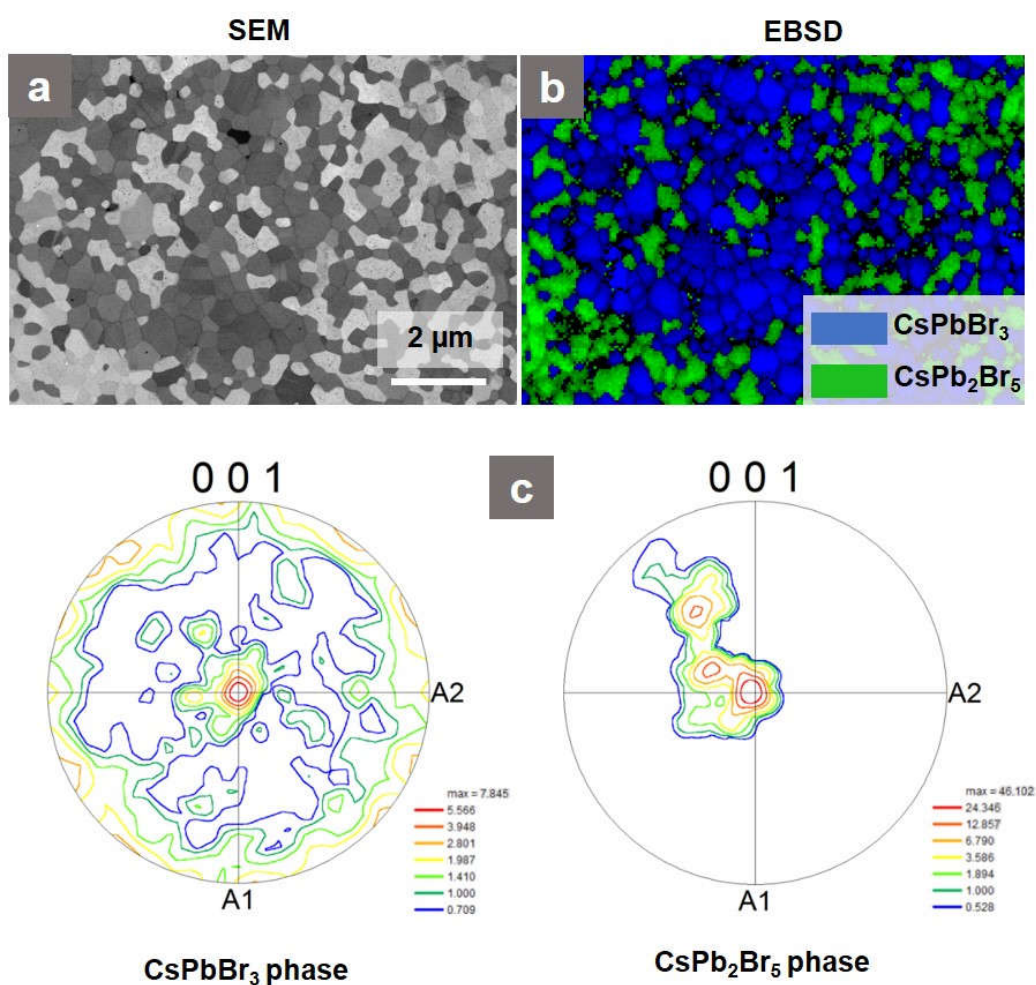 SEM
EBSD
a
b
2 µm
CsPbBr₃
CsPb₂Br₅
c
0 0 1
A2
A1
max = 7.845
5.566
3.948
2.801
1.987
1.410
1.000
0.709
CsPbBr₃ phase
0 0 1
A2
A1
max = 46.102
24.346
12.857
6.790
3.586
1.894
1.000
0.528
CsPb₂Br₅ phase